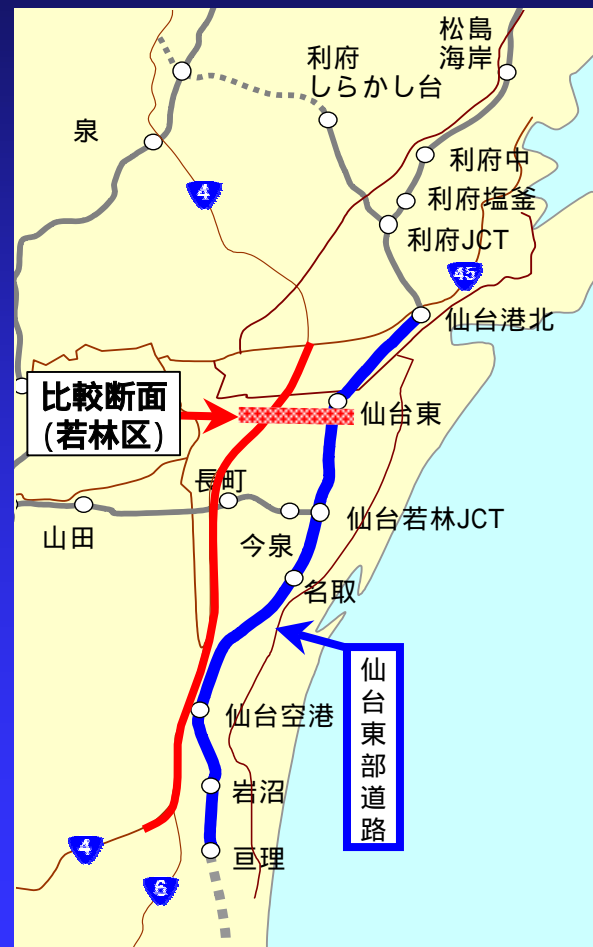 松島
海岸
利府
しらかし台
泉
利府中
4
利府塩釜
利府JCT
45
仙台港北
比較断面
(若林区)
仙台東
長町
仙台若林JCT
山田
今泉
名取
仙台東部道路
仙台空港
岩沼
4
亘理
6